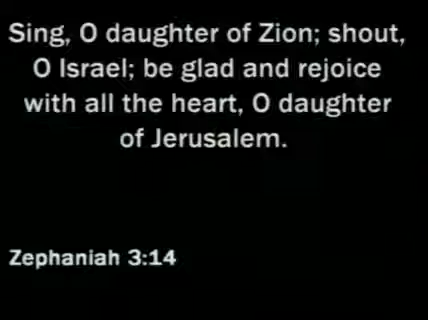 Sing, O daughter of Zion; shout,
O Israel; be glad and rejoice
with all the heart, O daughter
of Jerusalem.
Zephaniah 3:14